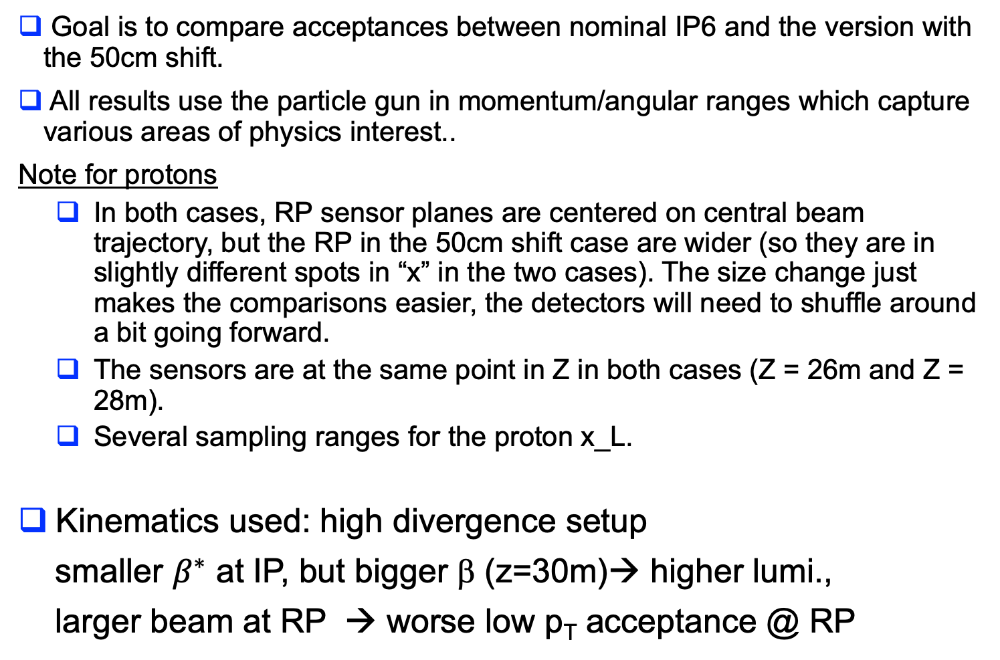 ❑ Goal is to compare acceptances between nominal IP6 and the version with
the 50cm shift.
❑ All results use the particle gun in momentum/angular ranges which capture
various areas of physics interest..
Note for protons
❑ In both cases, RP sensor planes are centered on central beam
trajectory, but the RP in the 50cm shift case are wider (so they are in
slightly different spots in “x” in the two cases). The size change just
makes the comparisons easier, the detectors will need to shuffle around
a bit going forward.
❑ The sensors are at the same point in Z in both cases (Z = 26m and Z =
28m).
❑ Several sampling ranges for the proton x_L.
❑ Kinematics used: high divergence setup
smaller β* at IP, but bigger β (z=30m)→ higher lumi.,
larger beam at RP → worse low p_T acceptance @ RP